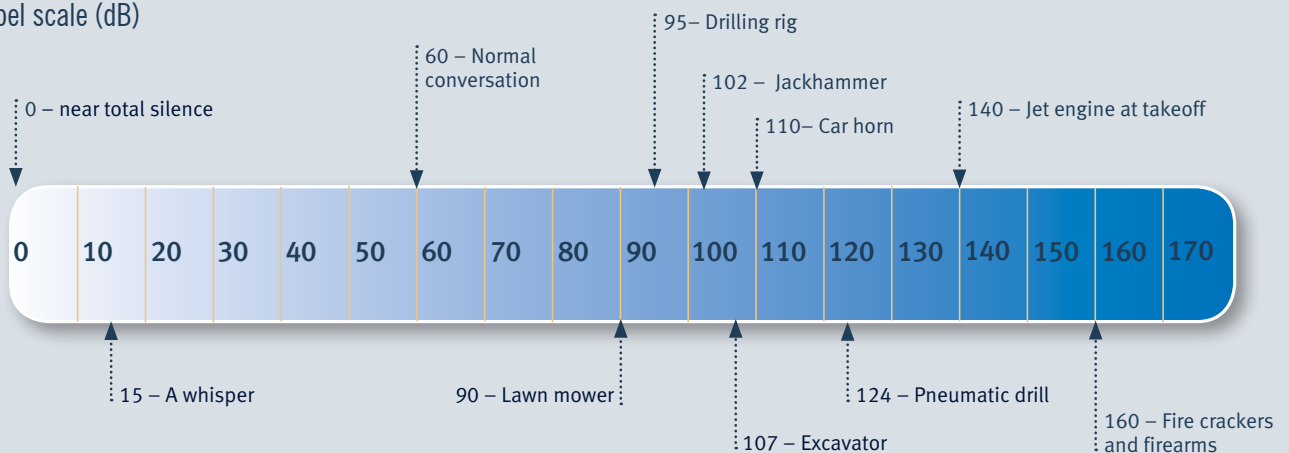 bel scale (dB)
95– Drilling rig
60 – Normal
conversation
102 – Jackhammer
0 – near total silence
110– Car horn
140 – Jet engine at takeoff
0 10 20 30 40 50 60 70 80 90 100 110 120 130 140 150 160 170
15 – A whisper
90 – Lawn mower
124 – Pneumatic drill
107 – Excavator
160 – Fire crackers
and firearms